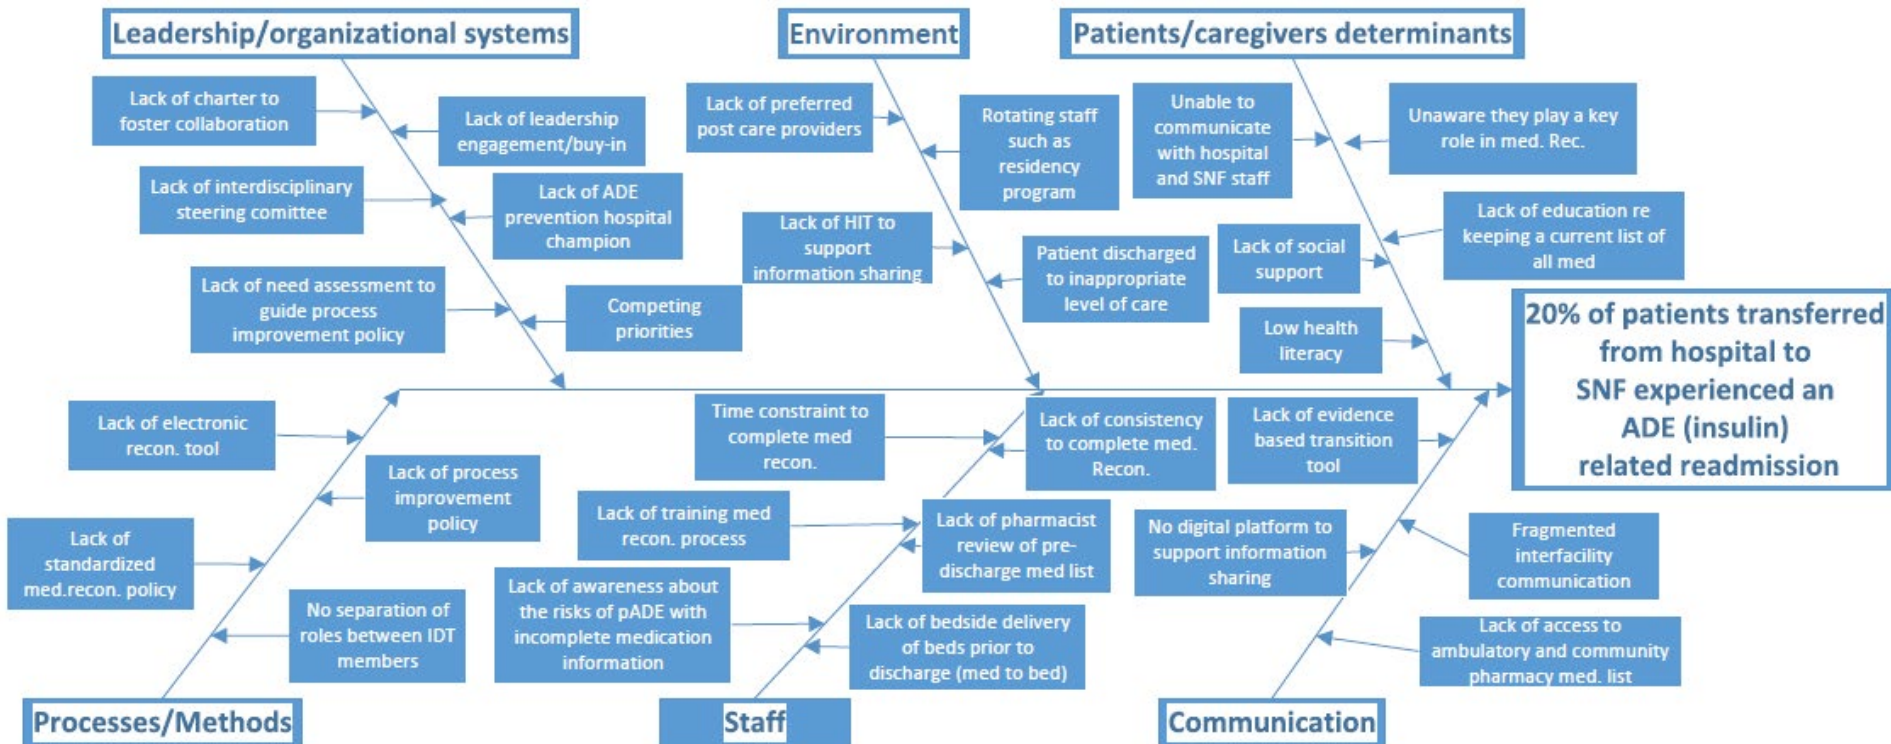 Leadership/organizational systems
Environment
Patients/caregivers determinants
Lack of charter to
foster collaboration
Lack of leadership
engagement/buy-in
Lack of interdisciplinary
steering comittee
Lack of ADE
prevention hospital
champion
Lack of need assessment to
guide process
improvement policy
Competing
priorities
Lack of preferred
post care providers
Rotating staff
such as
residency
program
Lack of HIT to
support
information sharing
Patient discharged
to inappropriate
level of care
Unable to
communicate
with hospital
and SNF staff
Unaware they play a key
role in med. Rec.
Lack of education re
keeping a current list of
all med
Lack of social
support
Low health
literacy
20% of patients transferred
from hospital to
SNF experienced an
ADE (insulin)
related readmission
Lack of electronic
recon. tool
Lack of process
improvement
policy
Lack of
standardized
med.recon. policy
No separation of
roles between IDT
members
Time constraint to
complete med
recon.
Lack of consistency
to complete med.
Recon.
Lack of training med
recon. process
Lack of pharmacist
review of pre-
discharge med list
Lack of awareness about
the risks of pADE with
incomplete medication
information
Lack of bedside delivery
of beds prior to
discharge (med to bed)
Lack of evidence
based transition
tool
No digital platform to
support information
sharing
Fragmented
interfacility
communication
Lack of access to
ambulatory and community
pharmacy med. list
Processes/Methods
Staff
Communication